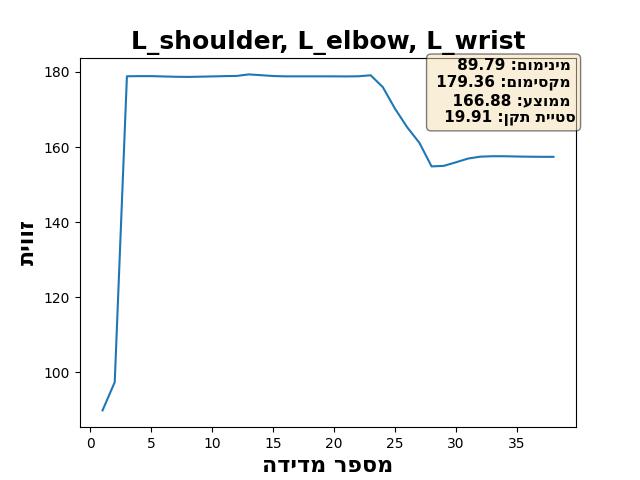 L_shoulder, L_elbow, L_wrist
מינימום: 89.79
מקסימום: 179.36
ממוצע: 166.88
סטיית תקן: 19.91
זווית
180
160
140
120
100
0 5 10 15 20 25 30 35
מספר מדידה